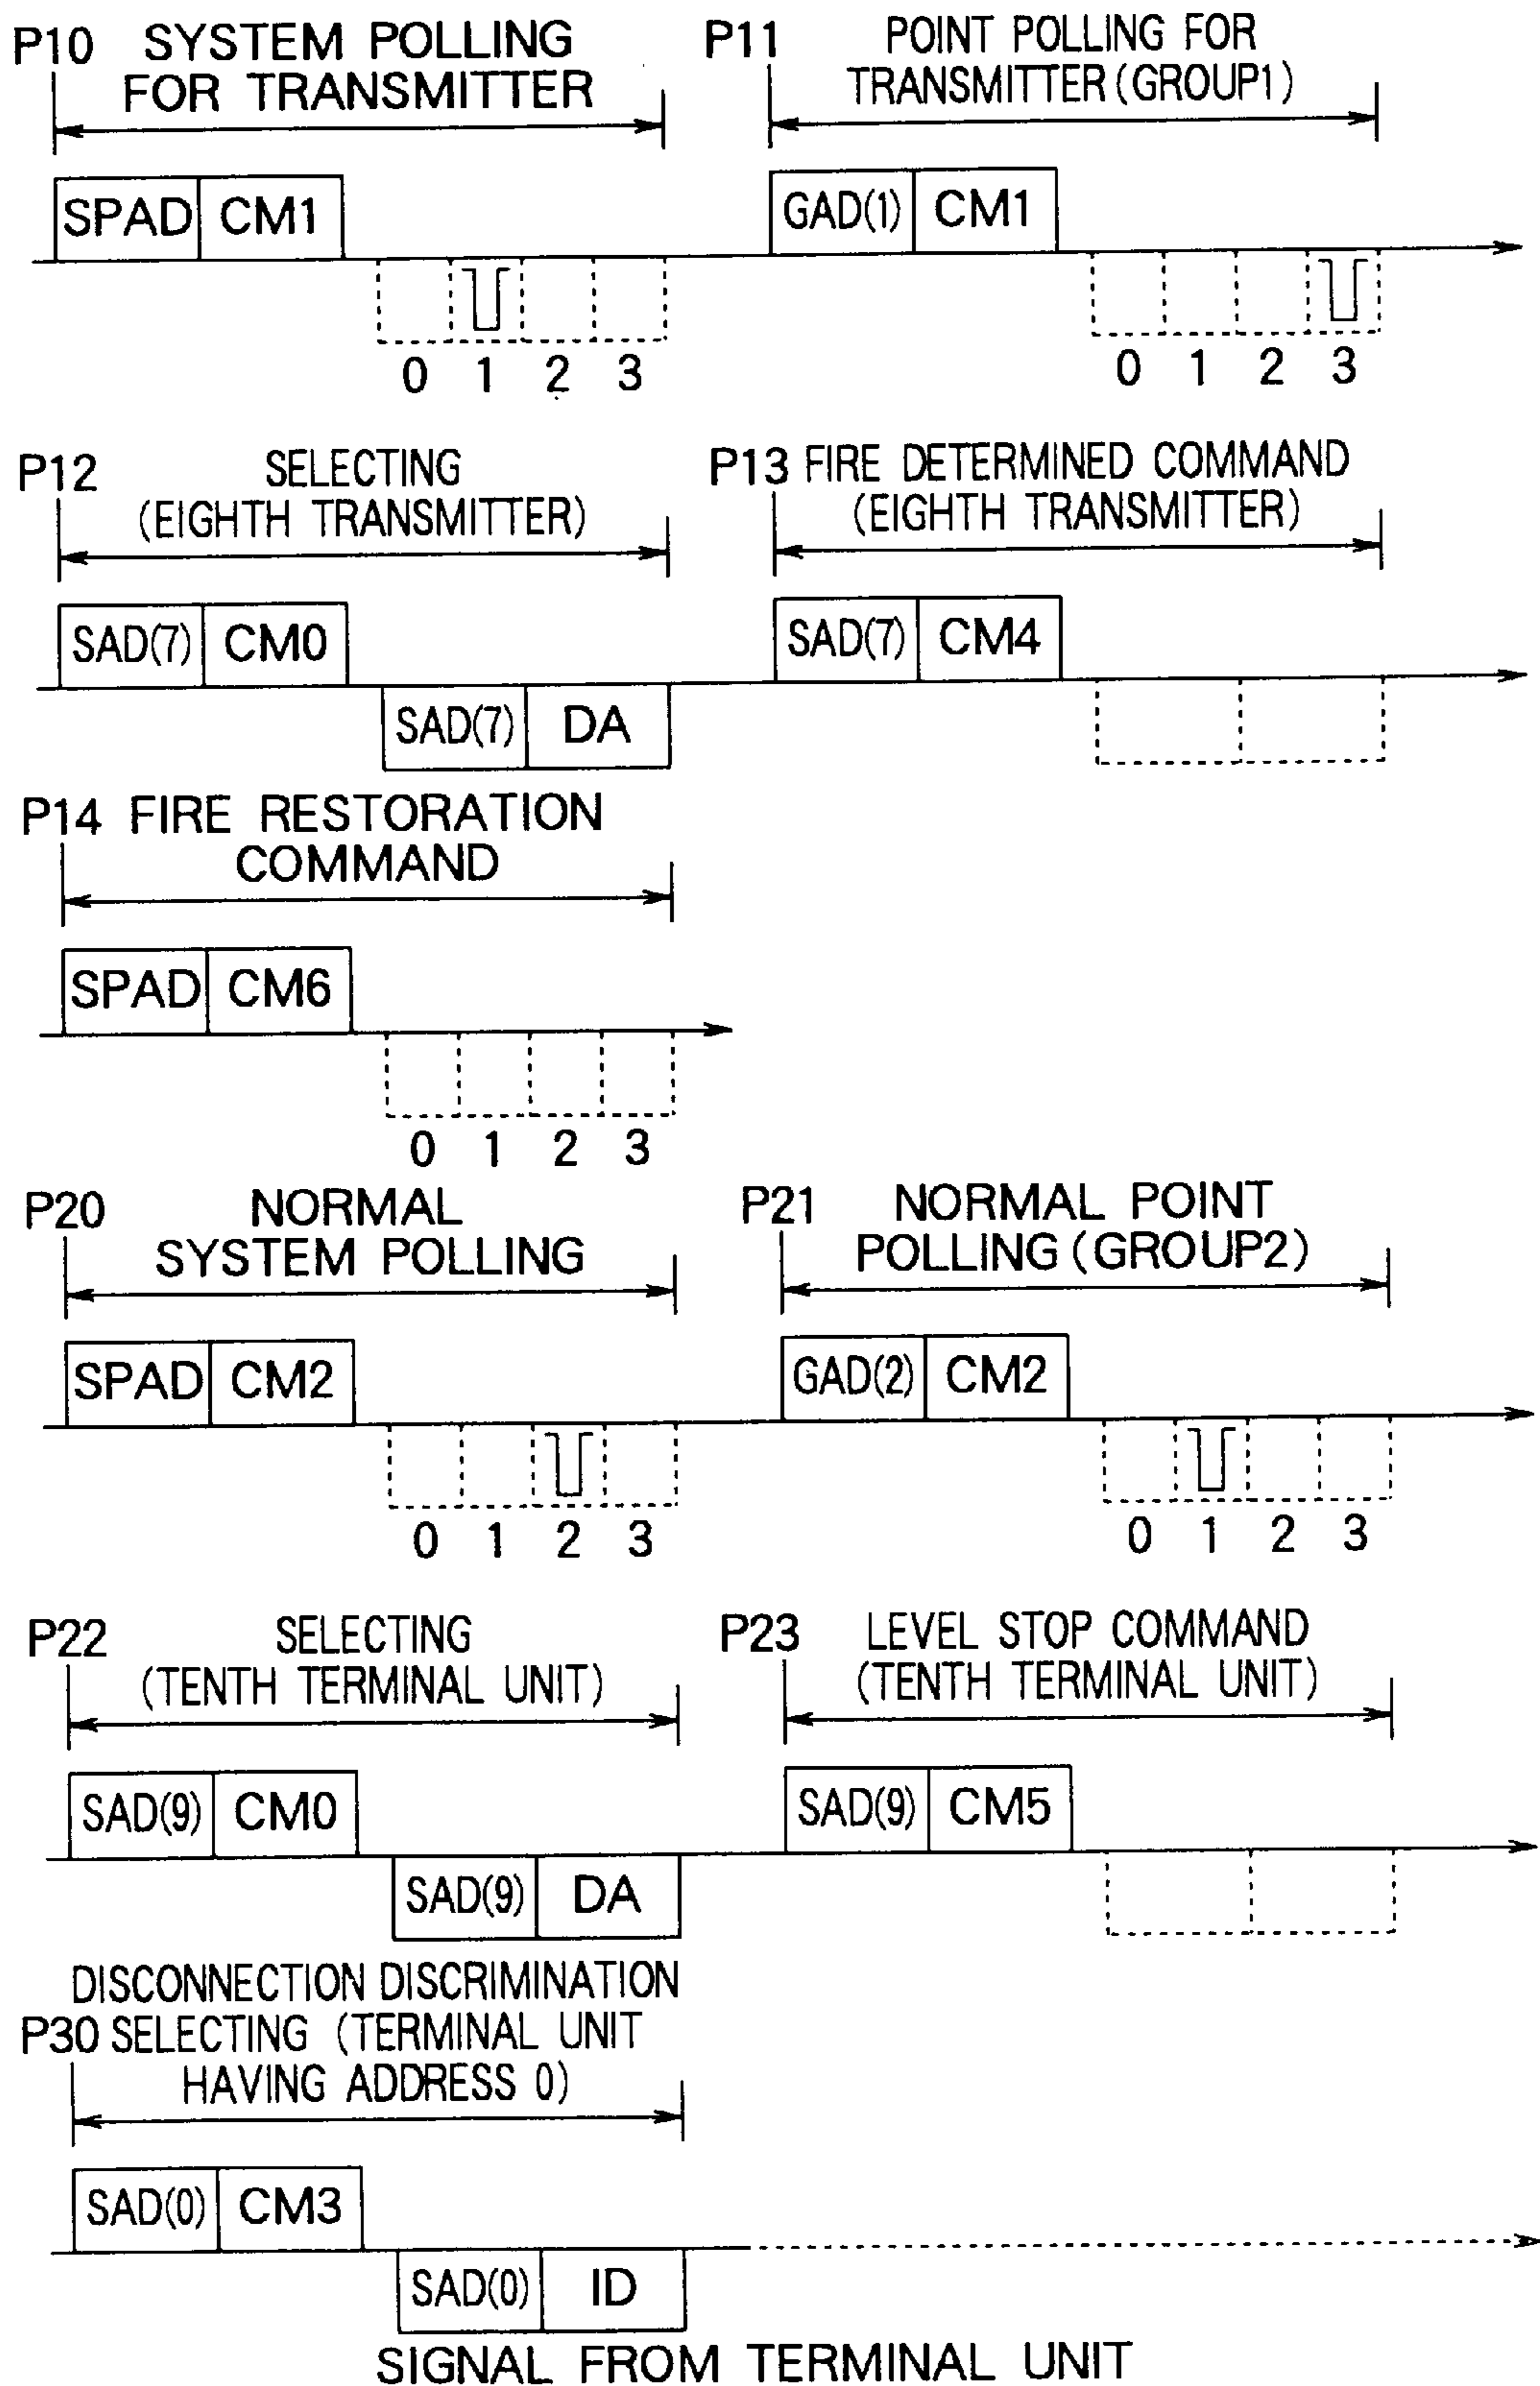 P10 SYSTEM POLLING
FOR TRANSMITTER
P11 POINT POLLING FOR
TRANSMITTER (GROUP1)
SPAD CM1
GAD(1) CM1
0 1 2 3
0 1 2 3
P12 SELECTING
(EIGHTH TRANSMITTER)
P13 FIRE DETERMINED COMMAND
(EIGHTH TRANSMITTER)
SAD(7) CM0
SAD(7) CM4
SAD(7) DA
P14 FIRE RESTORATION
COMMAND
SPAD CM6
0 1 2 3
P20 NORMAL
SYSTEM POLLING
P21 NORMAL POINT
POLLING (GROUP2)
SPAD CM2
GAD(2) CM2
0 1 2 3
0 1 2 3
P22 SELECTING
(TENTH TERMINAL UNIT)
P23 LEVEL STOP COMMAND
(TENTH TERMINAL UNIT)
SAD(9) CM0
SAD(9) CM5
SAD(9) DA
DISCONNECTION DISCRIMINATION
P30 SELECTING (TERMINAL UNIT
HAVING ADDRESS 0)
SAD(0) CM3
SAD(0) ID
SIGNAL FROM TERMINAL UNIT